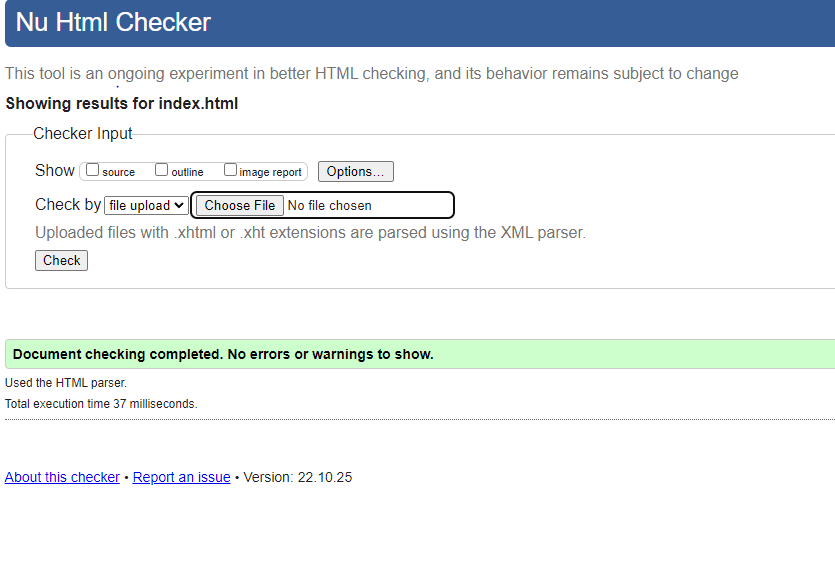 Nu Html Checker
This tool is an ongoing experiment in better HTML checking, and its behavior remains subject to change
Showing results for index.html
Checker Input
Show source outline image report Options...
Check by file upload Choose File No file chosen
Uploaded files with .xhtml or .xht extensions are parsed using the XML parser.
Check
Document checking completed. No errors or warnings to show.
Used the HTML parser.
Total execution time 37 milliseconds.
About this checker • Report an issue • Version: 22.10.25